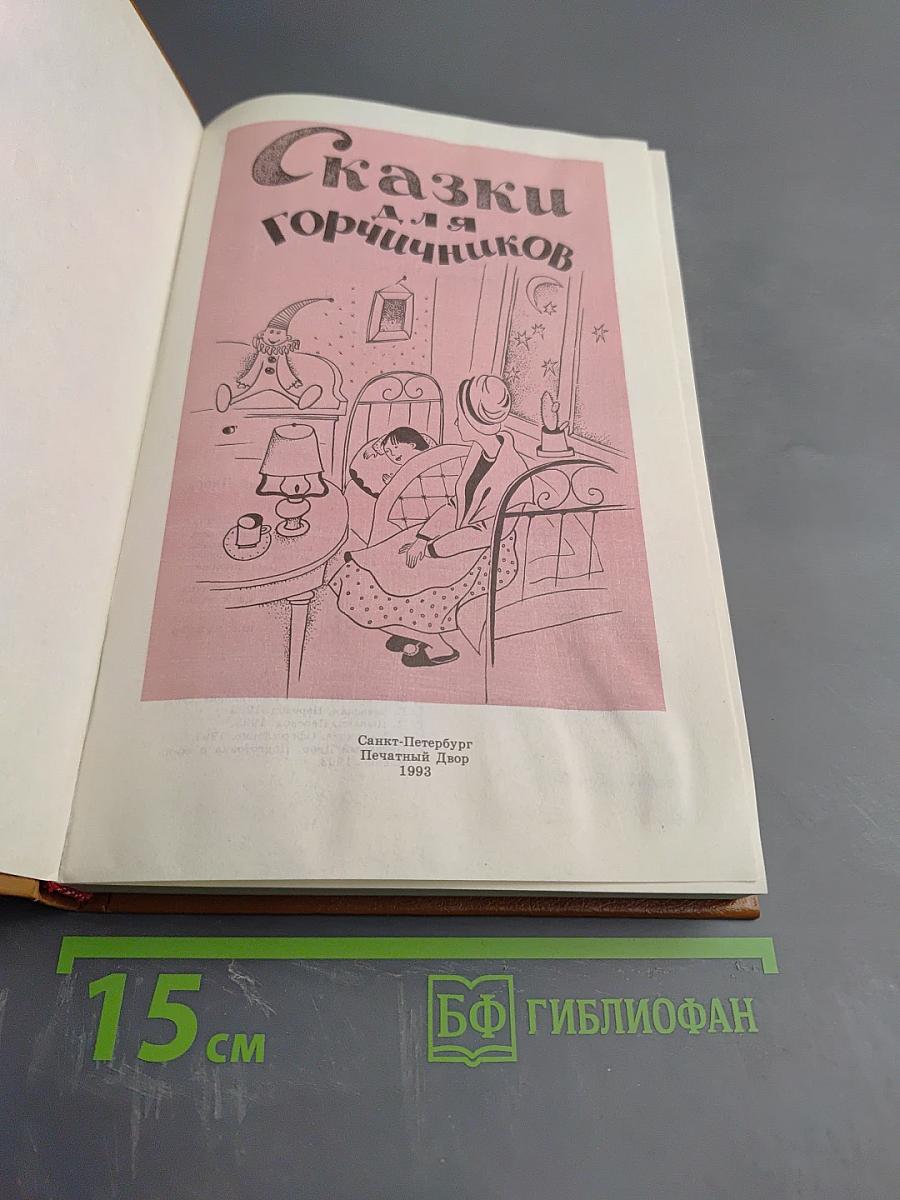 Сказки
для
горчичников
Санкт-Петербург
Печатный Двор
1993
15 см
БФ ГИБЛИОФАН